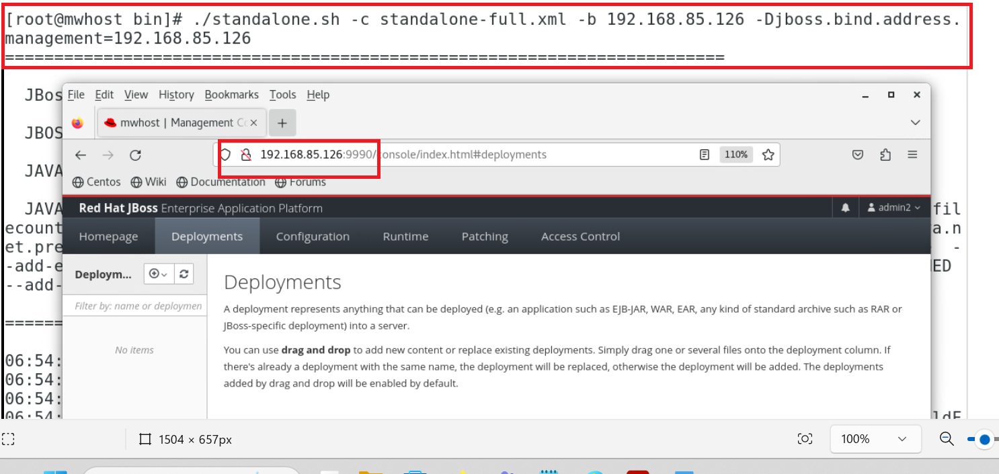 [root@mwhost bin]# ./standalone.sh -c standalone-full.xml -b 192.168.85.126 -Djboss.bind.address.
management=192.168.85.126
=========================================================================
JBos
File Edit View History Bookmarks Tools Help
mwhost | Management Co
JBOS
192.168.85.126:9990/console/index.html#deployments
110%
JAVA
Centos Wiki Documentation Forums
JAVA
Red Hat JBoss Enterprise Application Platform
admin2
fil
ecount
a.n
Homepage Deployments Configuration Runtime Patching Access Control
et.pre
-
-add-e
ED
Deploym...
Deployments
--add-
Filter by: name or deploymen
A deployment represents anything that can be deployed (e.g. an application such as EJB-JAR, WAR, EAR, any kind of standard archive such as RAR or
JBoss-specific deployment) into a server.
======
No items
You can use drag and drop to add new content or replace existing deployments. Simply drag one or several files onto the deployment column. If
there's already a deployment with the same name, the deployment will be replaced, otherwise the deployment will be added. The deployments
added by drag and drop will be enabled by default.
06:54:
06:54:
06:54:
06:54:
ldF
1504 × 657px
100%